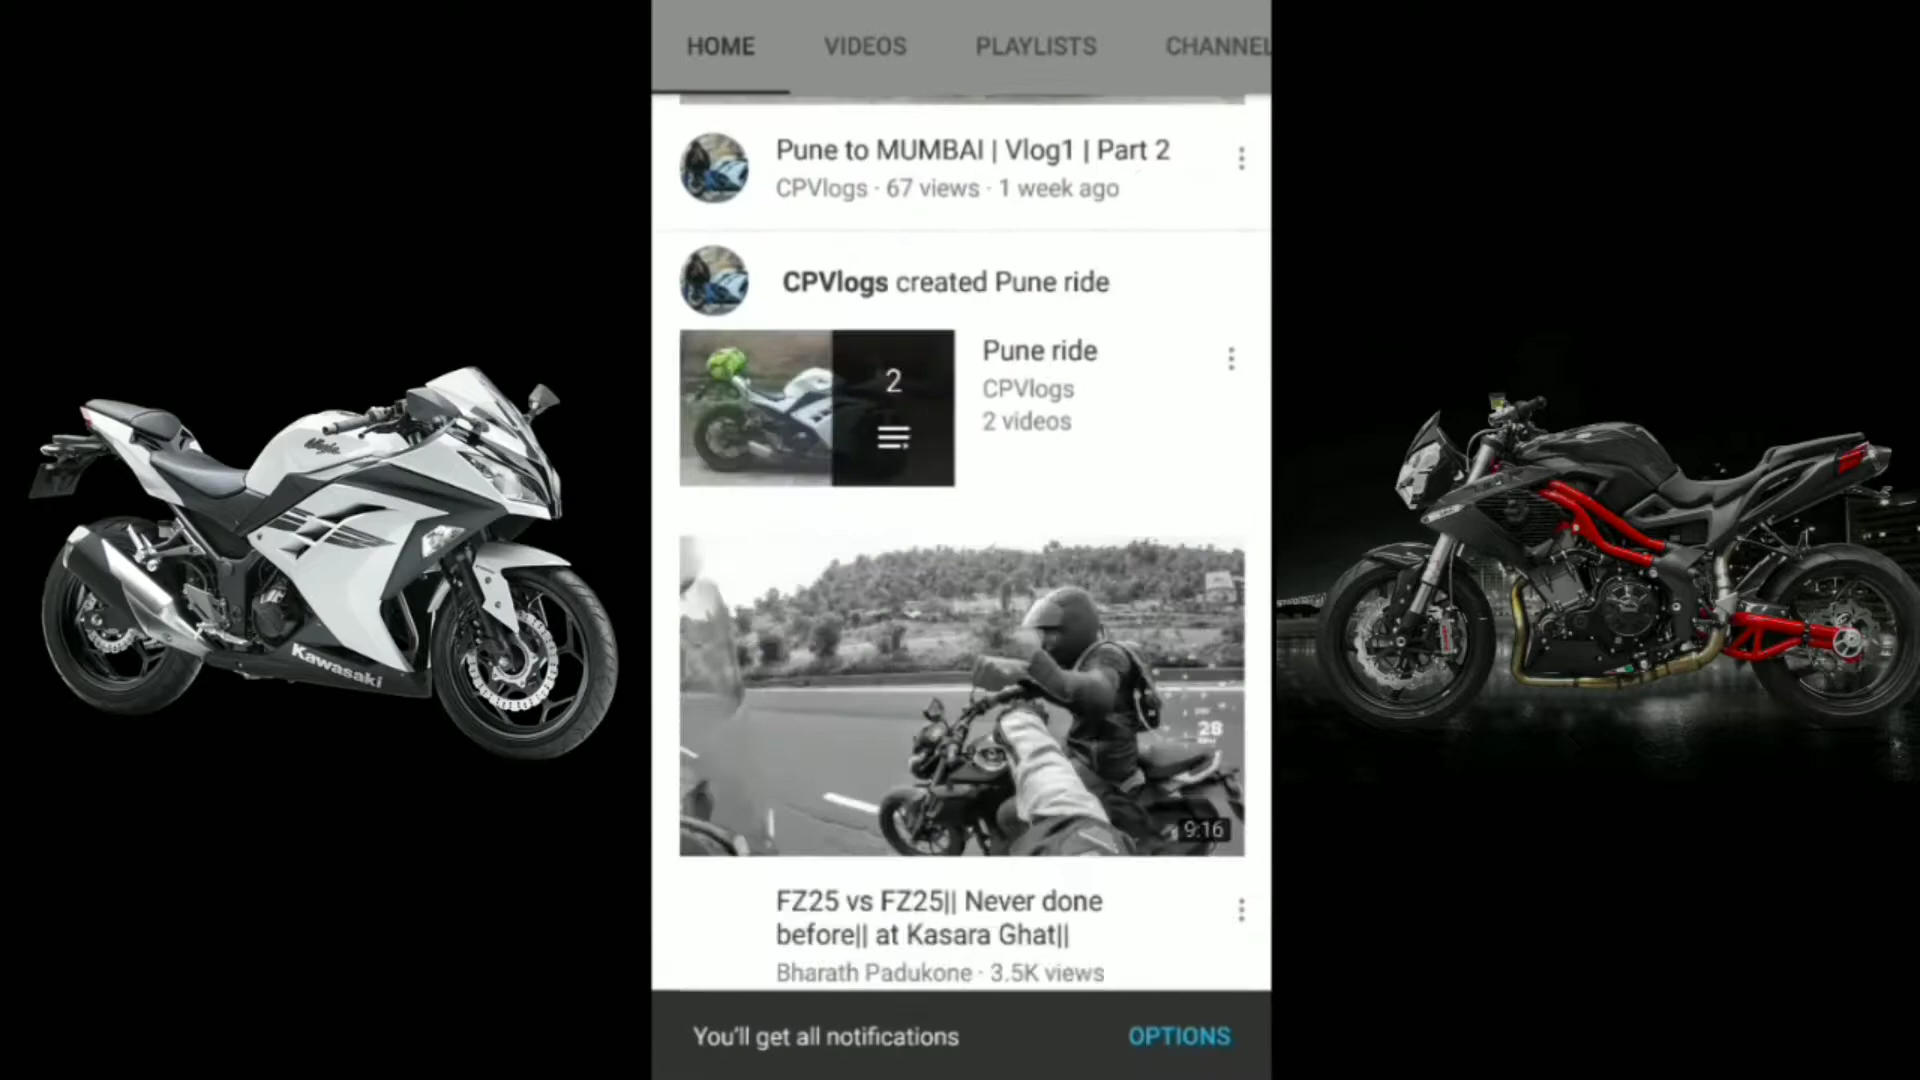 HOME VIDEOS PLAYLISTS CHANNEL
Pune to MUMBAI | Vlog1 | Part 2
CPVlogs · 67 views · 1 week ago
CPVlogs created Pune ride
2
Pune ride
CPVlogs
2 videos
Ninja
Kawasaki
28
9:16
FZ25 vs FZ25|| Never done
before|| at Kasara Ghat||
Bharath Padukone · 3.5K views
You'll get all notifications
OPTIONS